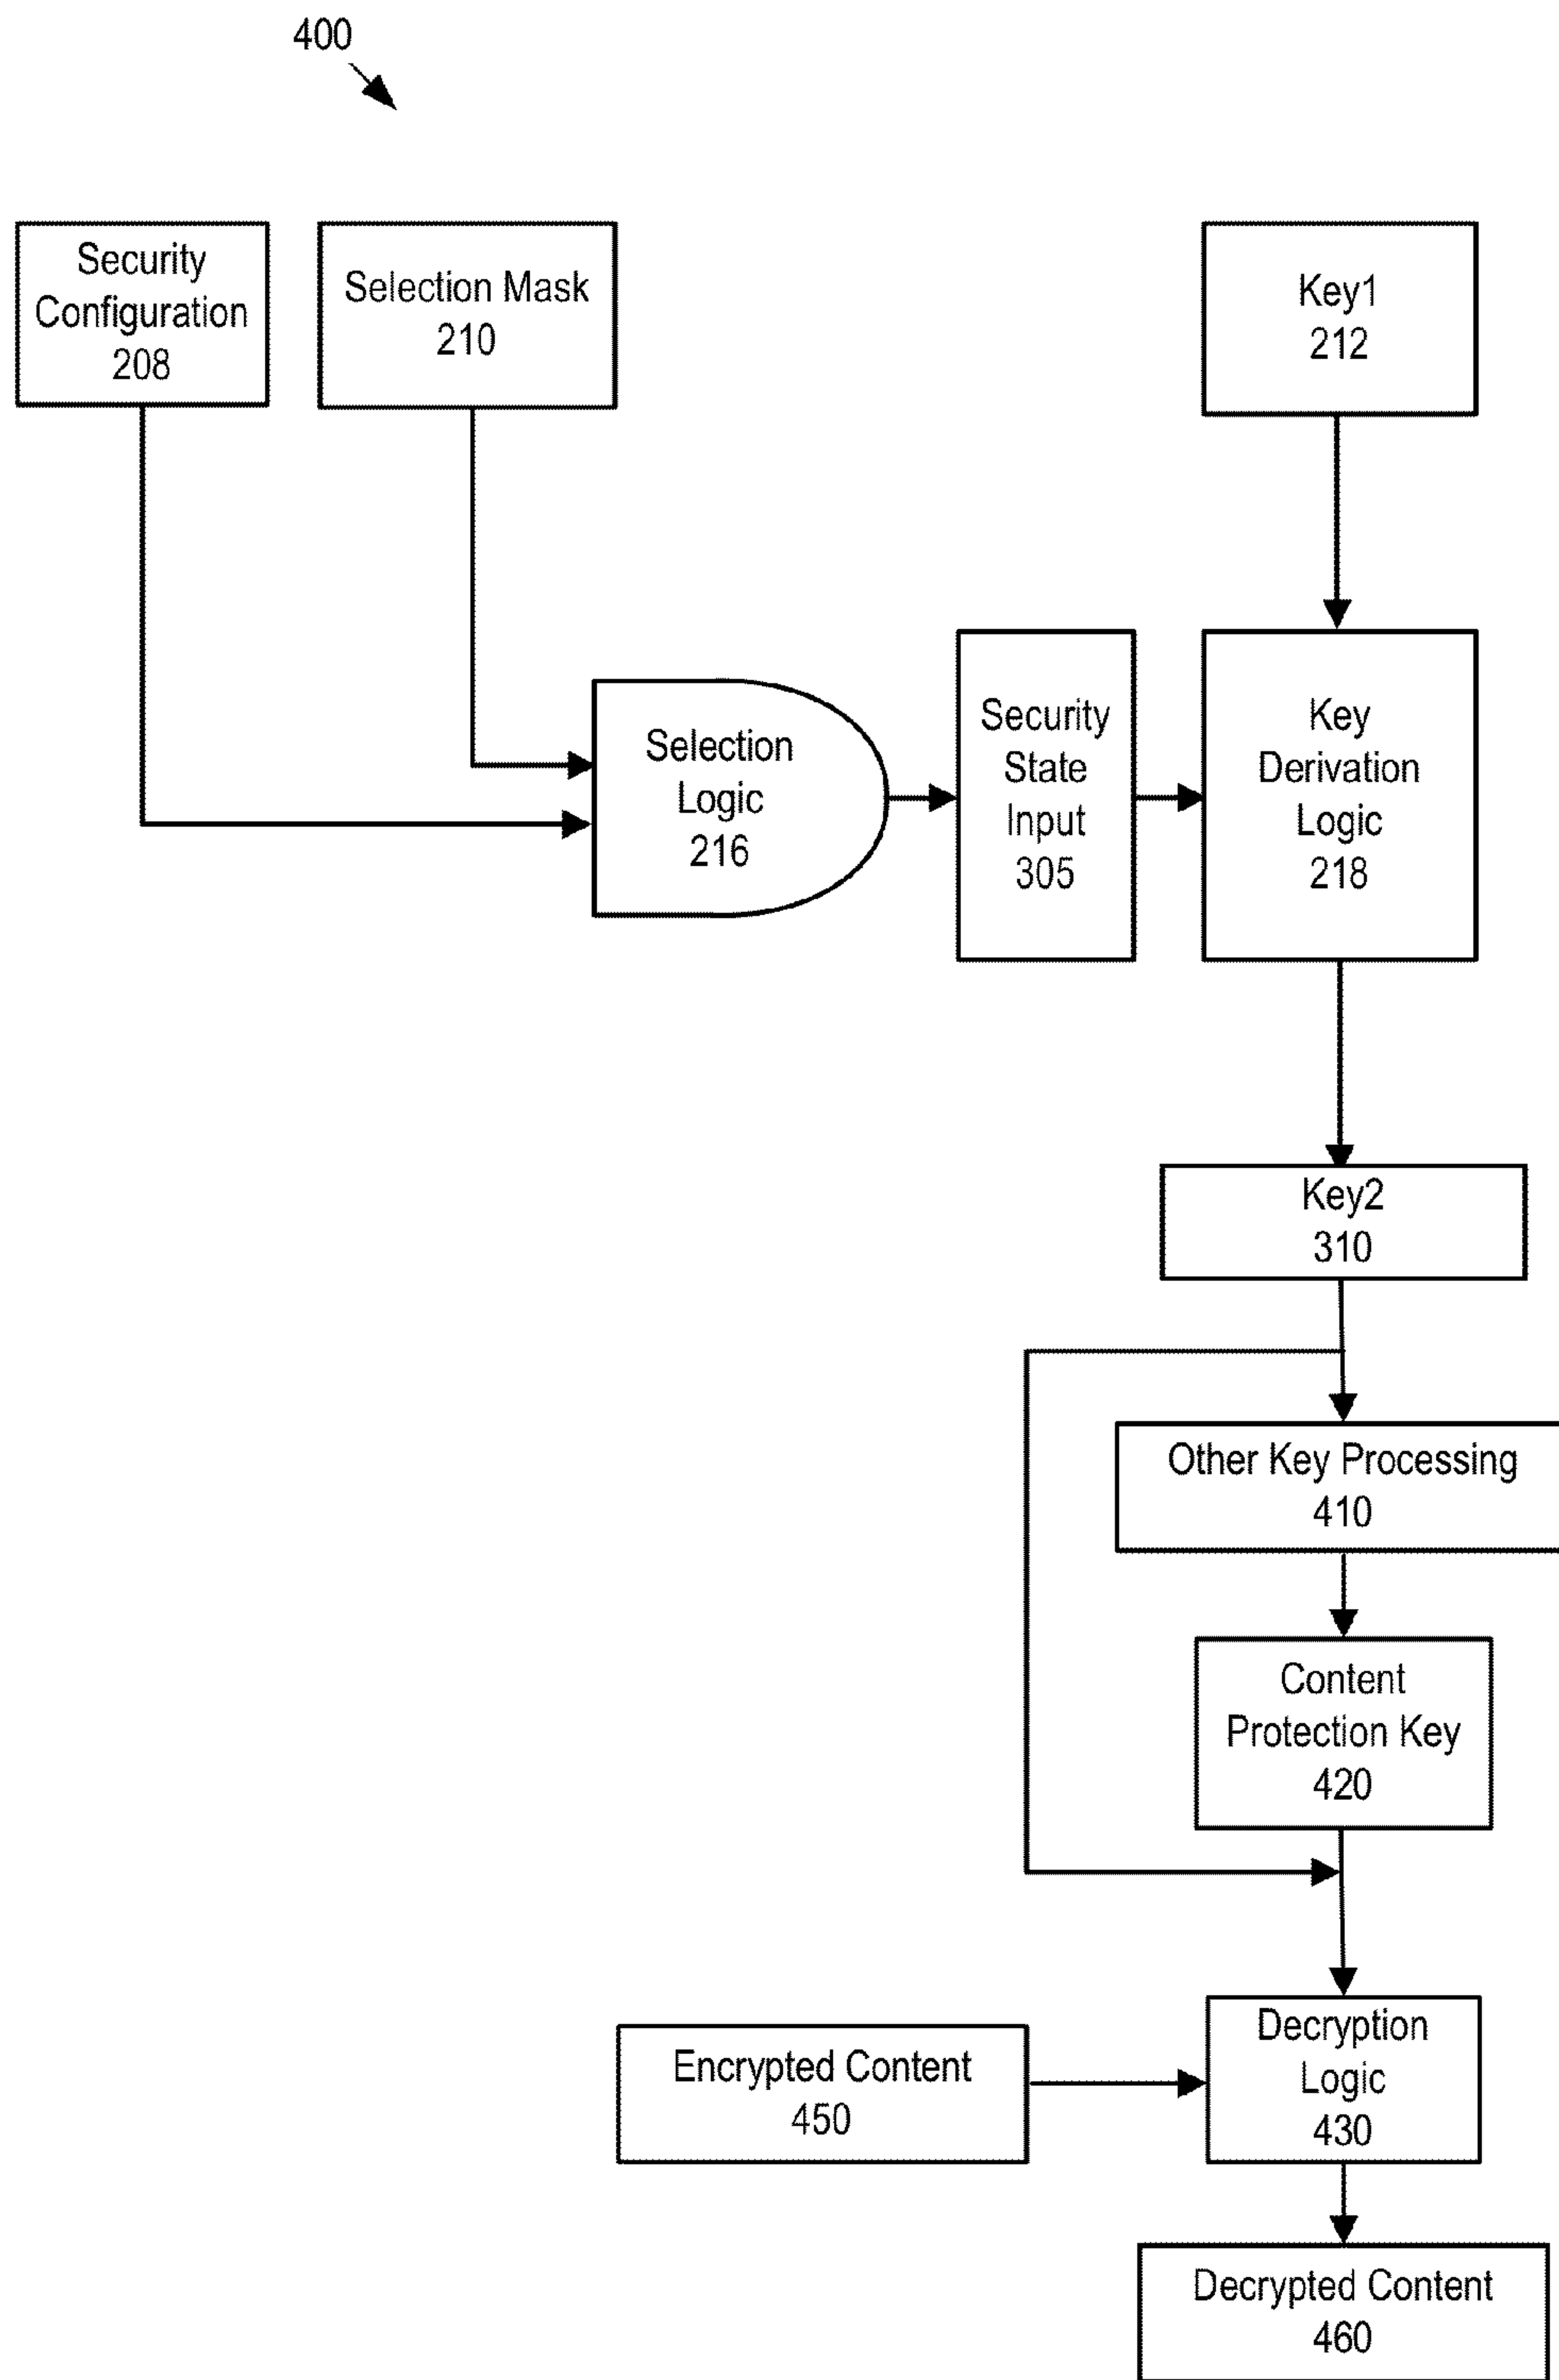 400
Security
Configuration
208
Selection Mask
210
Key1
212
Selection
Logic
216
Security
State
Input
305
Key
Derivation
Logic
218
Key2
310
Other Key Processing
410
Content
Protection Key
420
Encrypted Content
450
Decryption
Logic
430
Decrypted Content
460